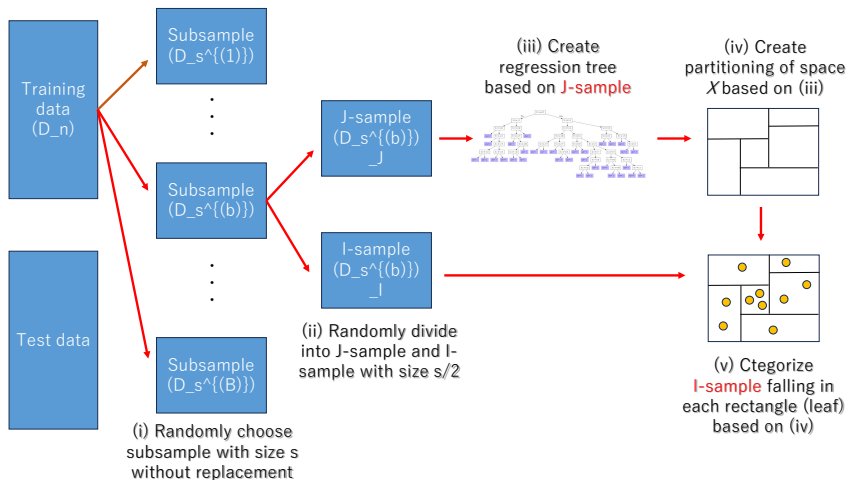 Training
data
(D_n)
Test data
Subsample
(D_s^{(1)})
Subsample
(D_s^{(b)})
Subsample
(D_s^{(B)})
(i) Randomly choose
subsample with size s
without replacement
J-sample
(D_s^{(b)})
_J
I-sample
(D_s^{(b)})
_I
(ii) Randomly divide
into J-sample and I-
sample with size s/2
(iii) Create
regression tree
based on J-sample
(iv) Create
partitioning of space
X based on (iii)
(v) Ctegorize
I-sample falling in
each rectangle (leaf)
based on (iv)